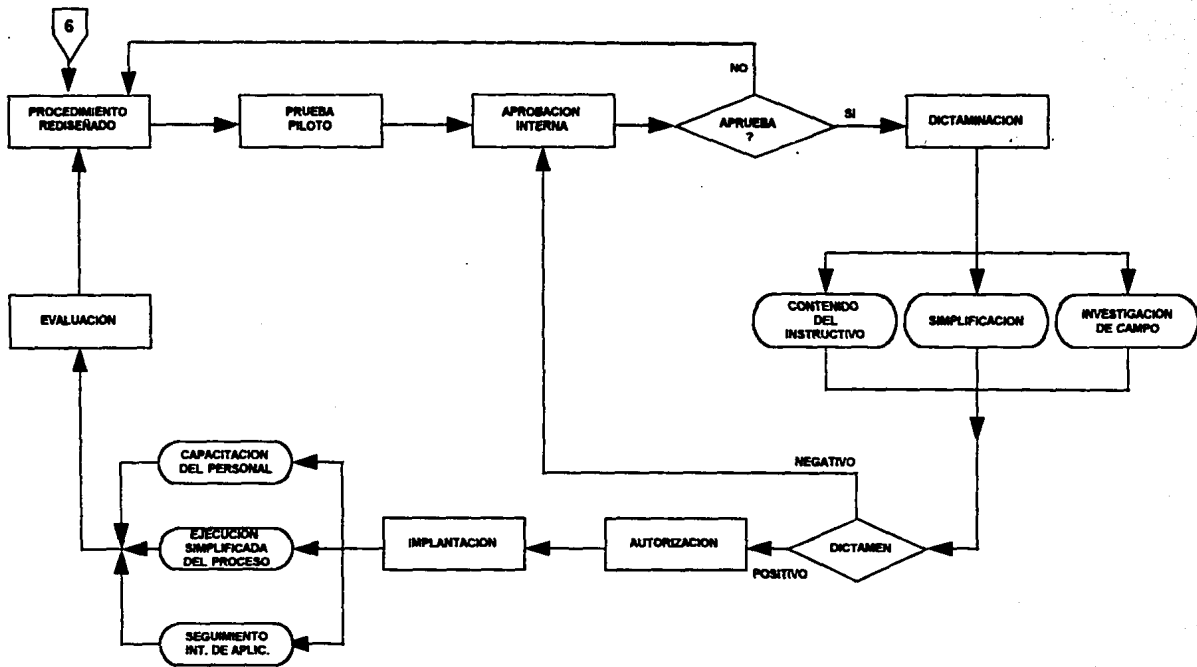 6
NO
PROCEDIMIENTO
REDISEÑADO
PRUEBA
PILOTO
APROBACION
INTERNA
APRUEBA
?
SI
DICTAMINACION
EVALUACION
CONTENIDO
DEL
INSTRUCTIVO
SIMPLIFICACION
INVESTIGACION
DE CAMPO
CAPACITACION
DEL PERSONAL
NEGATIVO
EJECUCION
SIMPLIFICADA
DEL PROCESO
IMPLANTACION
AUTORIZACION
DICTAMEN
POSITIVO
SEGUIMIENTO
INT. DE APLIC.